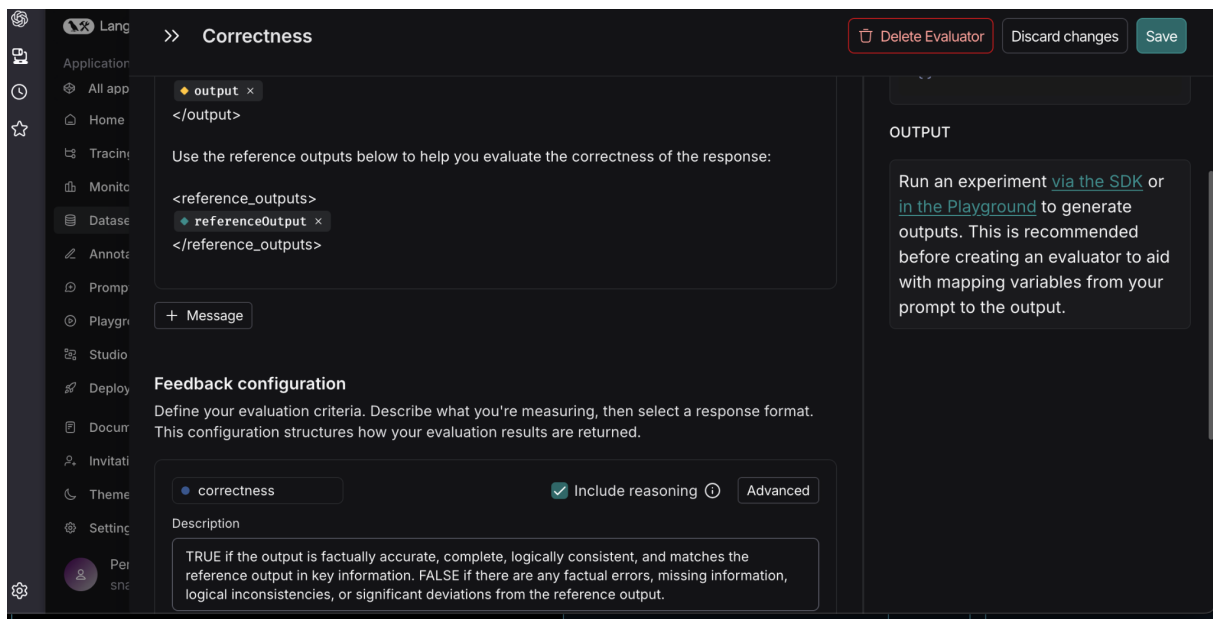 Lang
Correctness
Delete Evaluator
Discard changes
Save
Application
All app
Home
Tracing
Monito
Datase
Annota
Promp
Playgro
Studio
Deploy
Docum
Invitati
Theme
Setting
Per
sna
output ×
</output>
Use the reference outputs below to help you evaluate the correctness of the response:
<reference_outputs>
referenceOutput ×
</reference_outputs>
+ Message
Feedback configuration
Define your evaluation criteria. Describe what you're measuring, then select a response format.
This configuration structures how your evaluation results are returned.
correctness
Include reasoning
Advanced
Description
TRUE if the output is factually accurate, complete, logically consistent, and matches the
reference output in key information. FALSE if there are any factual errors, missing information,
logical inconsistencies, or significant deviations from the reference output.
OUTPUT
Run an experiment via the SDK or
in the Playground to generate
outputs. This is recommended
before creating an evaluator to aid
with mapping variables from your
prompt to the output.